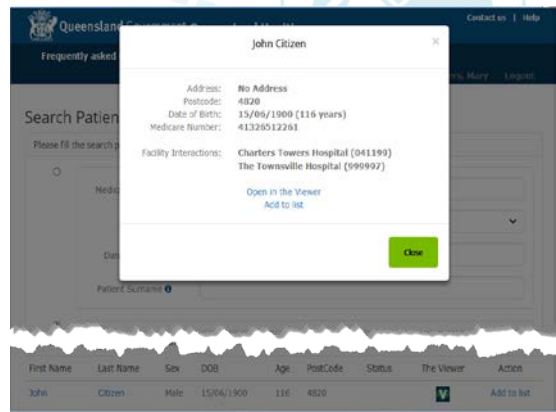 Queensland
Contact us | Help
Frequently asked
Mary Logout
John Citizen
×
Address: No Address
Postcode: 4820
Date of Birth: 15/06/1900 (116 years)
Medicare Number: 41326512261
Facility Interactions: Charters Towers Hospital (041199)
The Townsville Hospital (999997)
Open in the Viewer
Add to list
Close
Search Patien
Please fill the search p
Medica
Dat
Patient Surname
First Name Last Name Sex DOB Age PostCode Status The Viewer Action
John Citizen Male 15/06/1900 116 4820 V Add to list